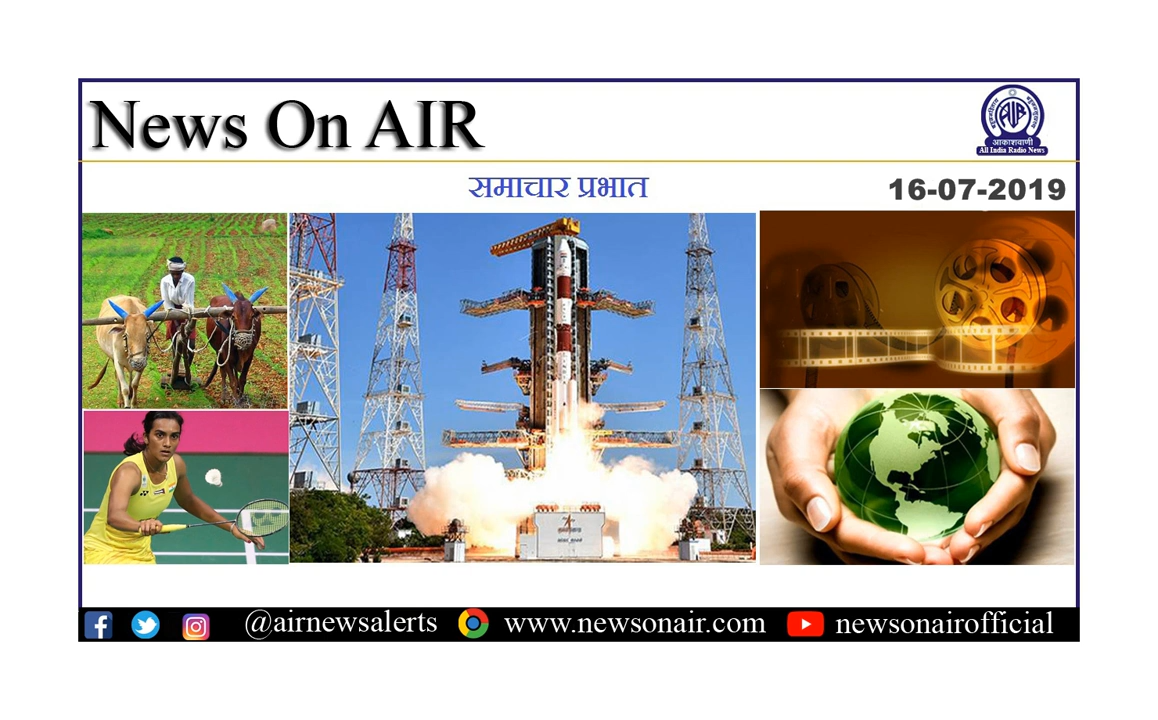 News On AIR
AIR
आकाशवाणी
All India Radio News
समाचार प्रभात
16-07-2019
@airnewsalerts
www.newsonair.com
newsonairofficial